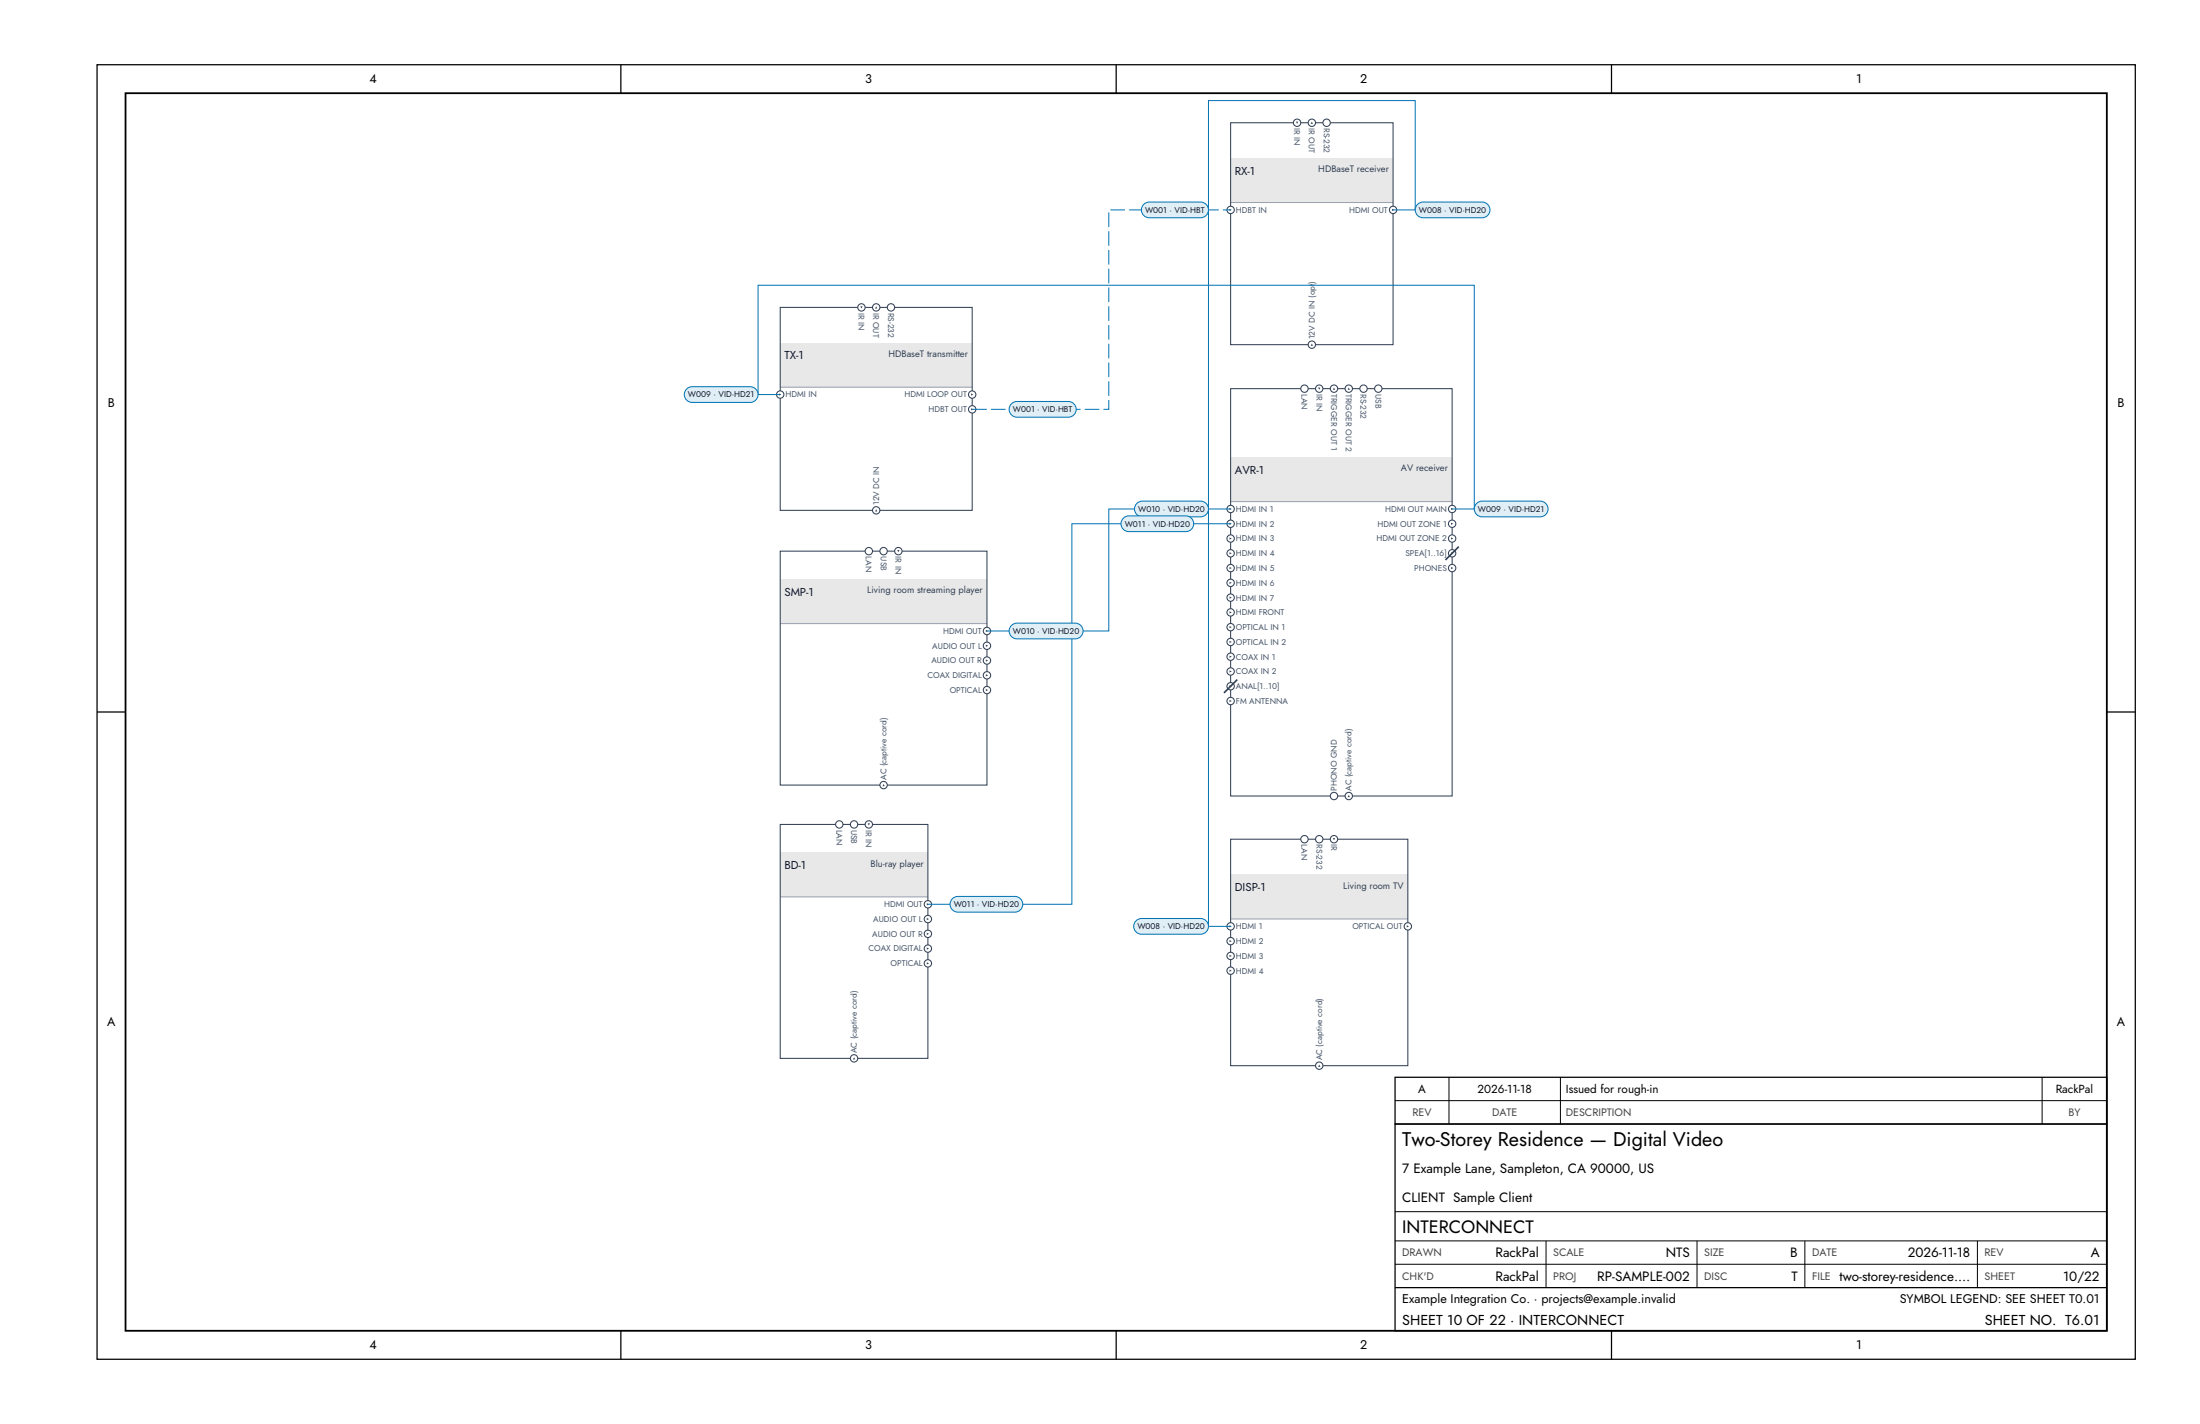 4 3 2 1
B B
A A
IR IN
IR OUT
RS-232
RX-1 HDBaseT receiver
W001 · VID-HBT
HDBT IN HDMI OUT
W008 · VID-HD20
12V DC IN (opt)
IR IN
IR OUT
RS-232
TX-1 HDBaseT transmitter
W009 · VID-HD21
HDMI IN HDMI LOOP OUT
HDBT OUT
W001 · VID-HBT
12V DC IN
LAN
IR IN
TRIGGER OUT 1
TRIGGER OUT 2
RS-232
USB
AVR-1 AV receiver
W010 · VID-HD20
W011 · VID-HD20
HDMI IN 1 HDMI OUT MAIN
W009 · VID-HD21
HDMI IN 2 HDMI OUT ZONE 1
HDMI IN 3 HDMI OUT ZONE 2
HDMI IN 4 SPEA[1..16]
HDMI IN 5 PHONES
HDMI IN 6
HDMI IN 7
HDMI FRONT
OPTICAL IN 1
OPTICAL IN 2
COAX IN 1
COAX IN 2
ANAL[1..10]
FM ANTENNA
PHONO GND
AC (captive cord)
LAN
USB
IR IN
SMP-1 Living room streaming player
HDMI OUT
W010 · VID-HD20
AUDIO OUT L
AUDIO OUT R
COAX DIGITAL
OPTICAL
AC (captive cord)
LAN
USB
IR IN
BD-1 Blu-ray player
HDMI OUT
W011 · VID-HD20
AUDIO OUT L
AUDIO OUT R
COAX DIGITAL
OPTICAL
AC (captive cord)
LAN
RS-232
IR
DISP-1 Living room TV
W008 · VID-HD20
HDMI 1 OPTICAL OUT
HDMI 2
HDMI 3
HDMI 4
AC (captive cord)
A 2026-11-18 Issued for rough-in RackPal
REV DATE DESCRIPTION BY
Two-Storey Residence — Digital Video
7 Example Lane, Sampleton, CA 90000, US
CLIENT Sample Client
INTERCONNECT
DRAWN RackPal SCALE NTS SIZE B DATE 2026-11-18 REV A
CHK'D RackPal PROJ RP-SAMPLE-002 DISC T FILE two-storey-residence.... SHEET 10/22
Example Integration Co. · projects@example.invalid SYMBOL LEGEND: SEE SHEET T0.01
SHEET 10 OF 22 · INTERCONNECT SHEET NO. T6.01
4 3 2 1